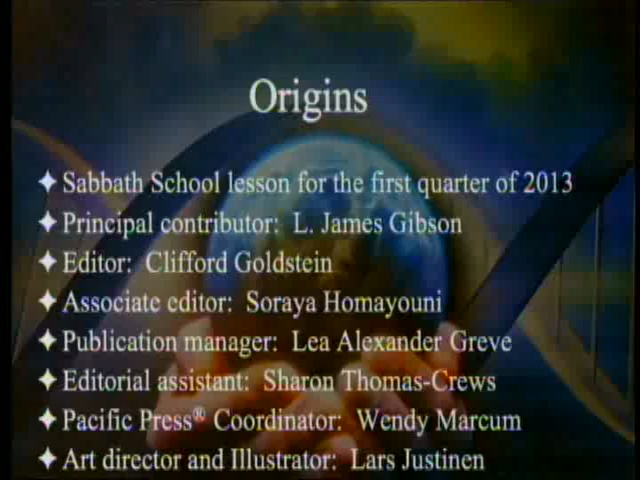 Origins
✦ Sabbath School lesson for the first quarter of 2013
✦ Principal contributor: L. James Gibson
✦ Editor: Clifford Goldstein
✦ Associate editor: Soraya Homayouni
✦ Publication manager: Lea Alexander Greve
✦ Editorial assistant: Sharon Thomas-Crews
✦ Pacific Press® Coordinator: Wendy Marcum
✦ Art director and Illustrator: Lars Justinen